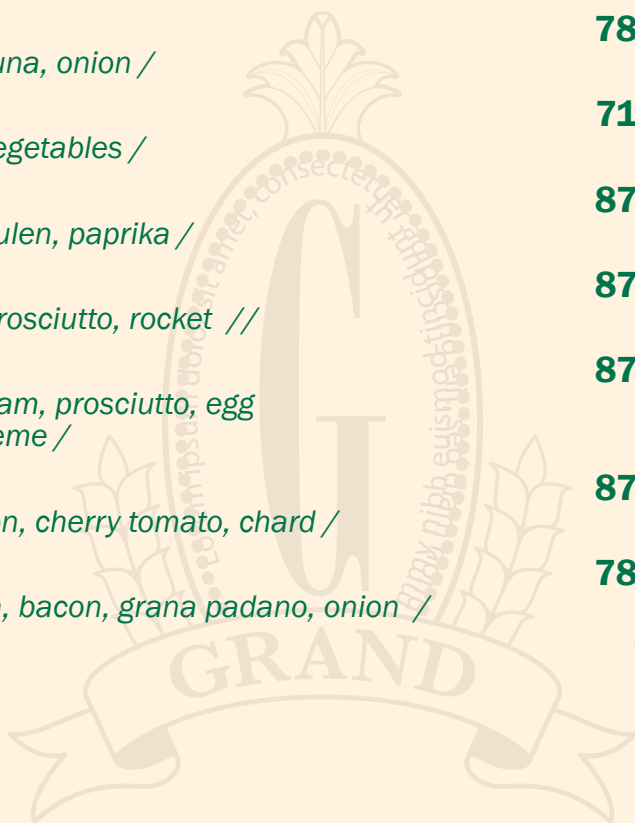 78
una, onion /
71
egetables /
87
ulen, paprika /
87
rosciutto, rocket //
87
am, prosciutto, egg
eme /
87
n, cherry tomato, chard /
78
, bacon, grana padano, onion /
G
GRAND